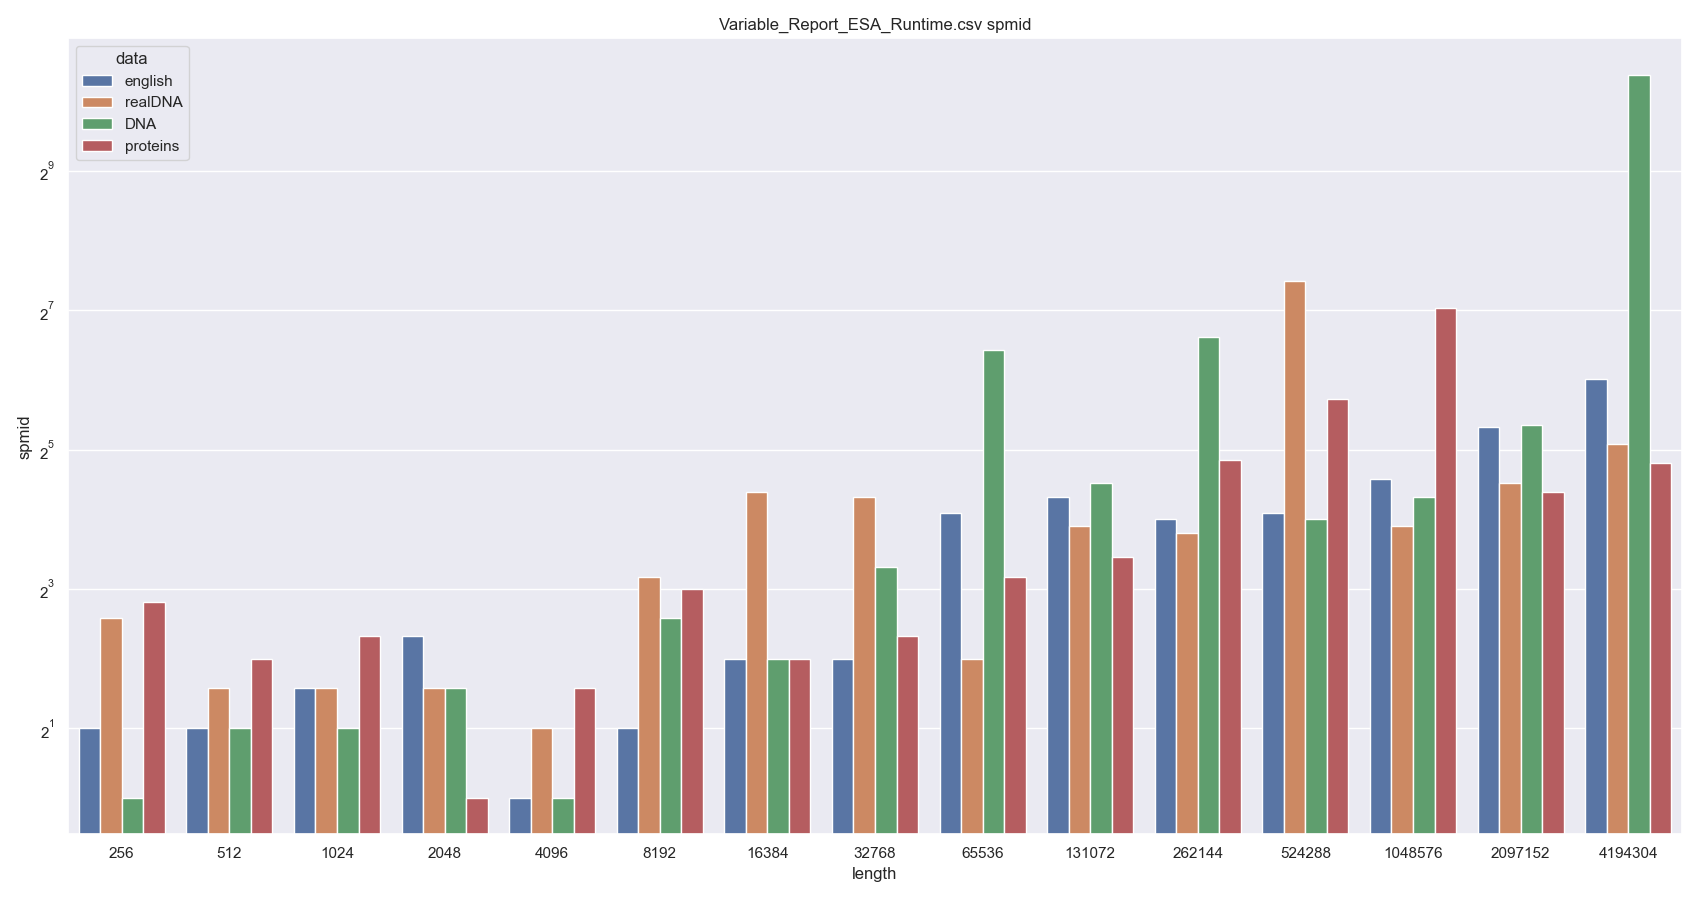 Variable_Report_ESA_Runtime.csv spmid
data
english
realDNA
DNA
proteins
2^9
2^7
2^5
2^3
2^1
spmid
256 512 1024 2048 4096 8192 16384 32768 65536 131072 262144 524288 1048576 2097152 4194304
length